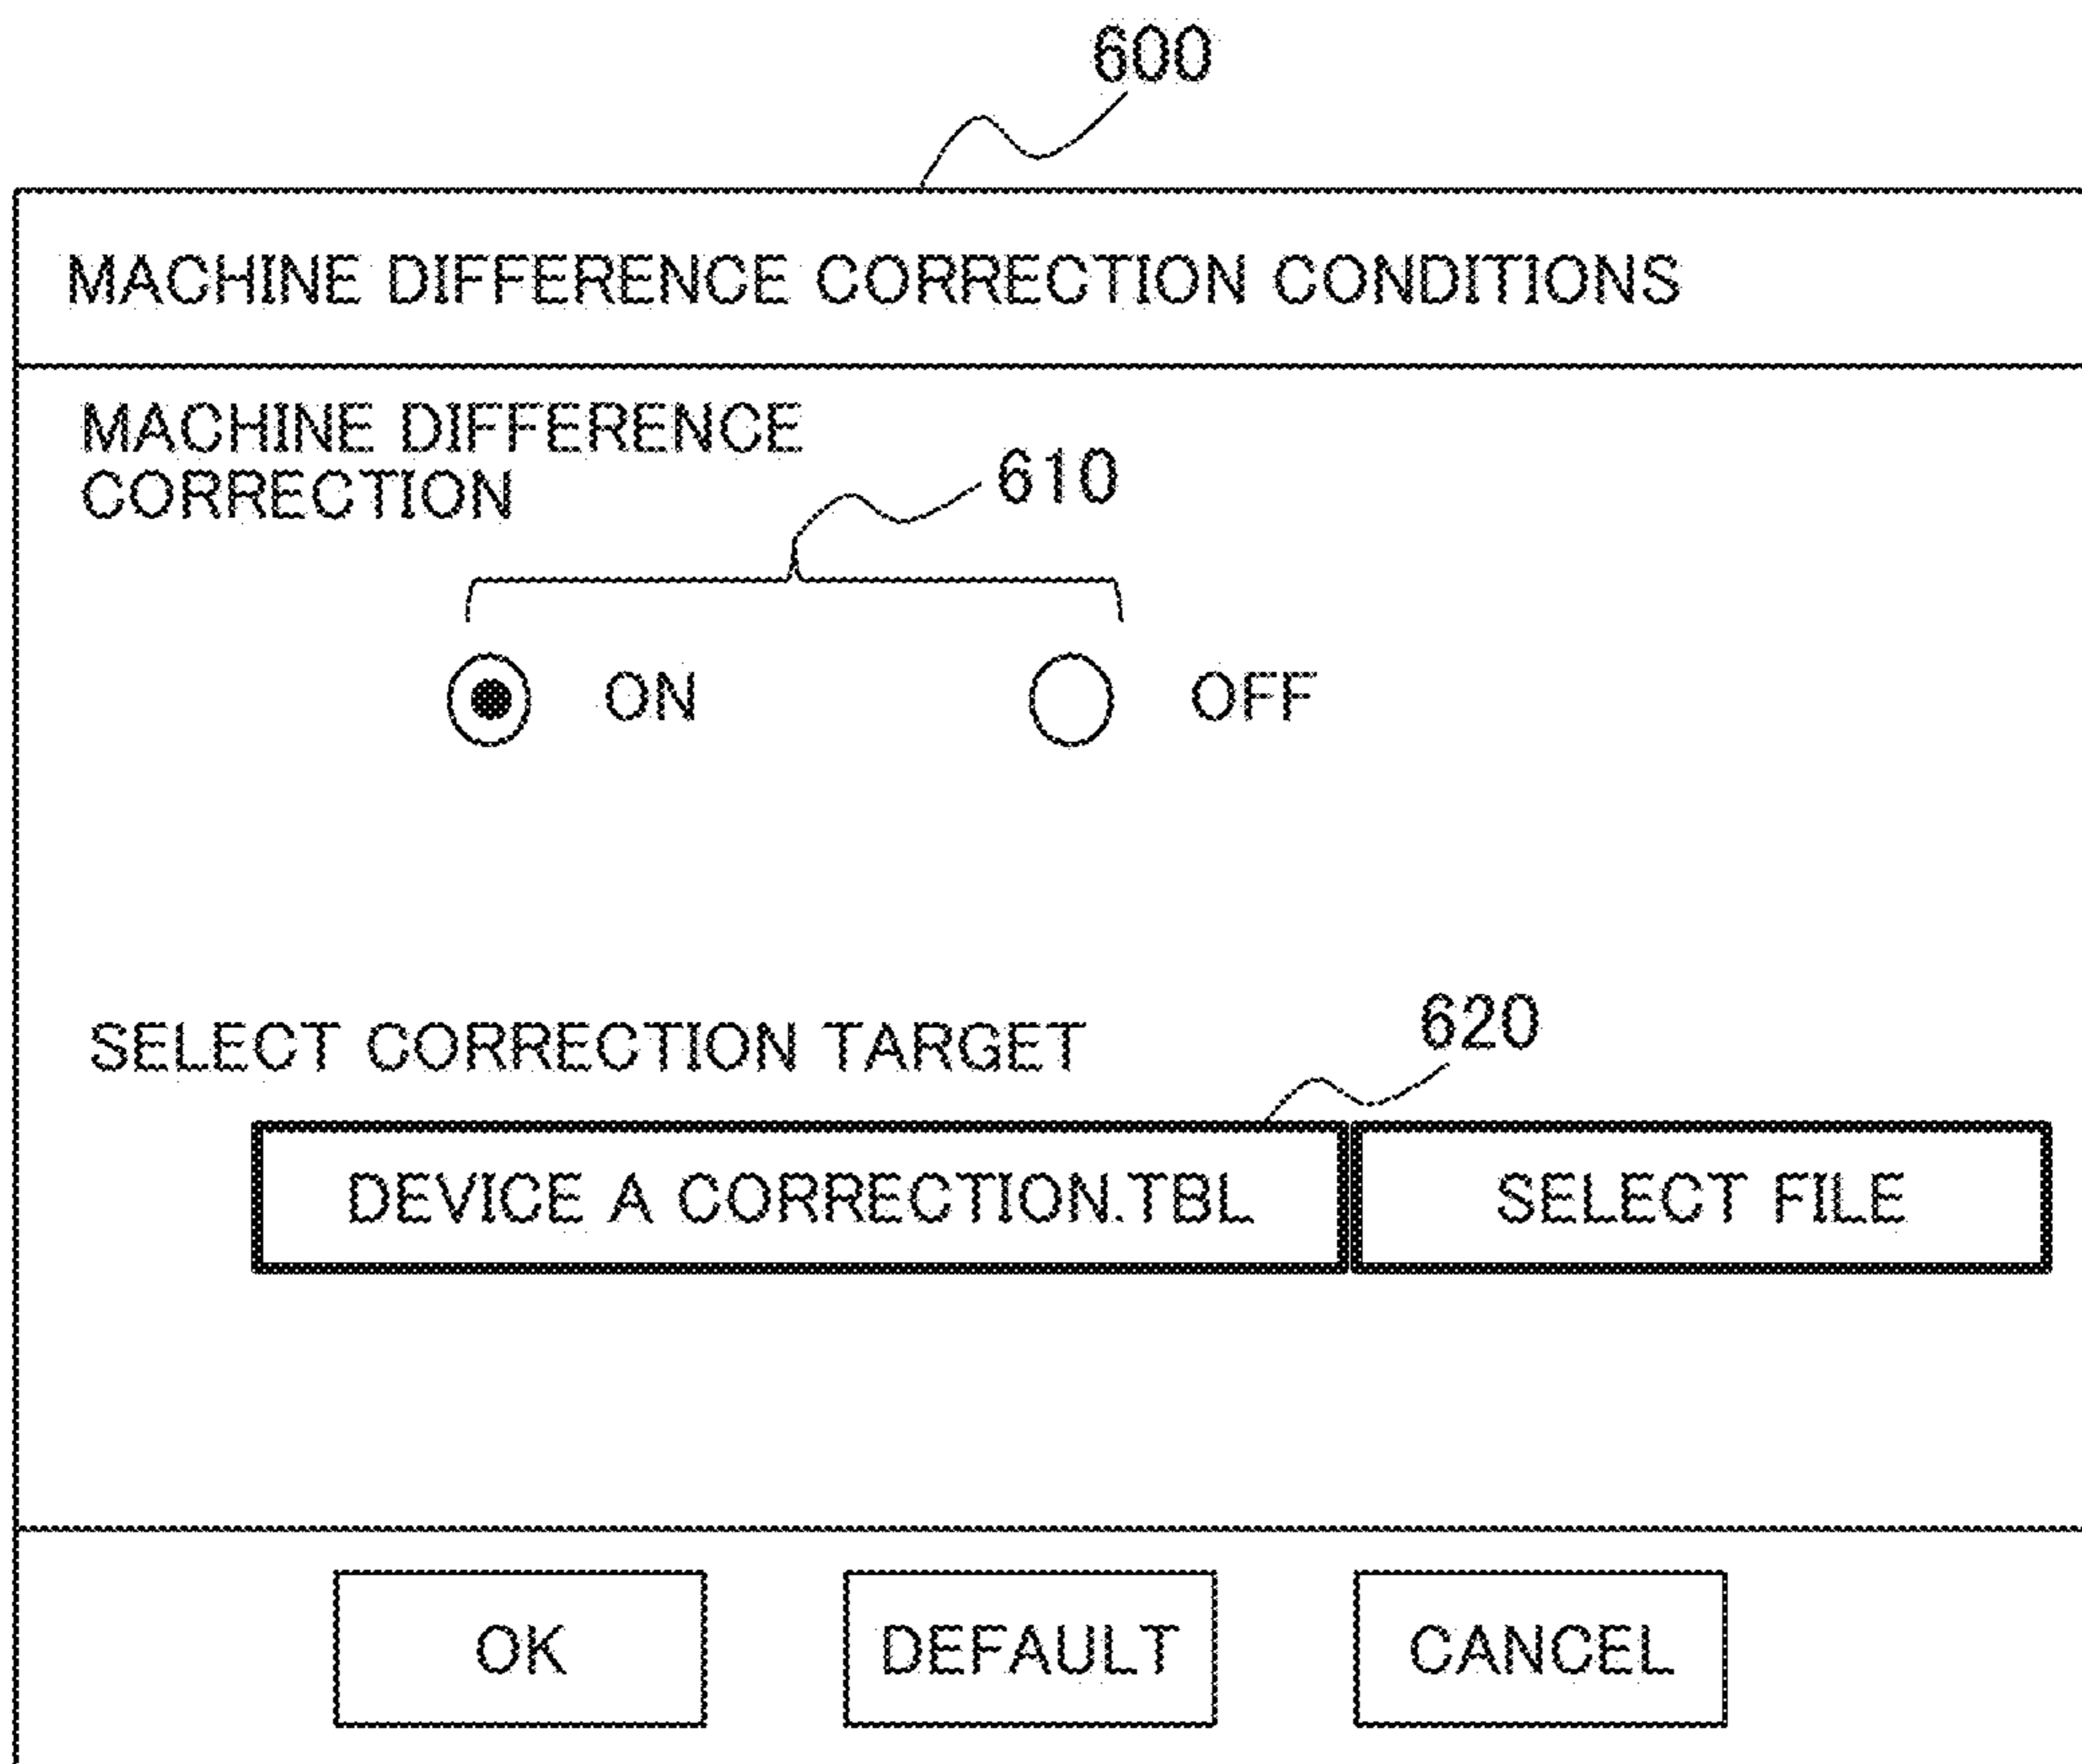 600
MACHINE DIFFERENCE CORRECTION CONDITIONS
MACHINE DIFFERENCE
CORRECTION
610
ON OFF
SELECT CORRECTION TARGET
620
DEVICE A CORRECTION.TBL SELECT FILE
OK DEFAULT CANCEL